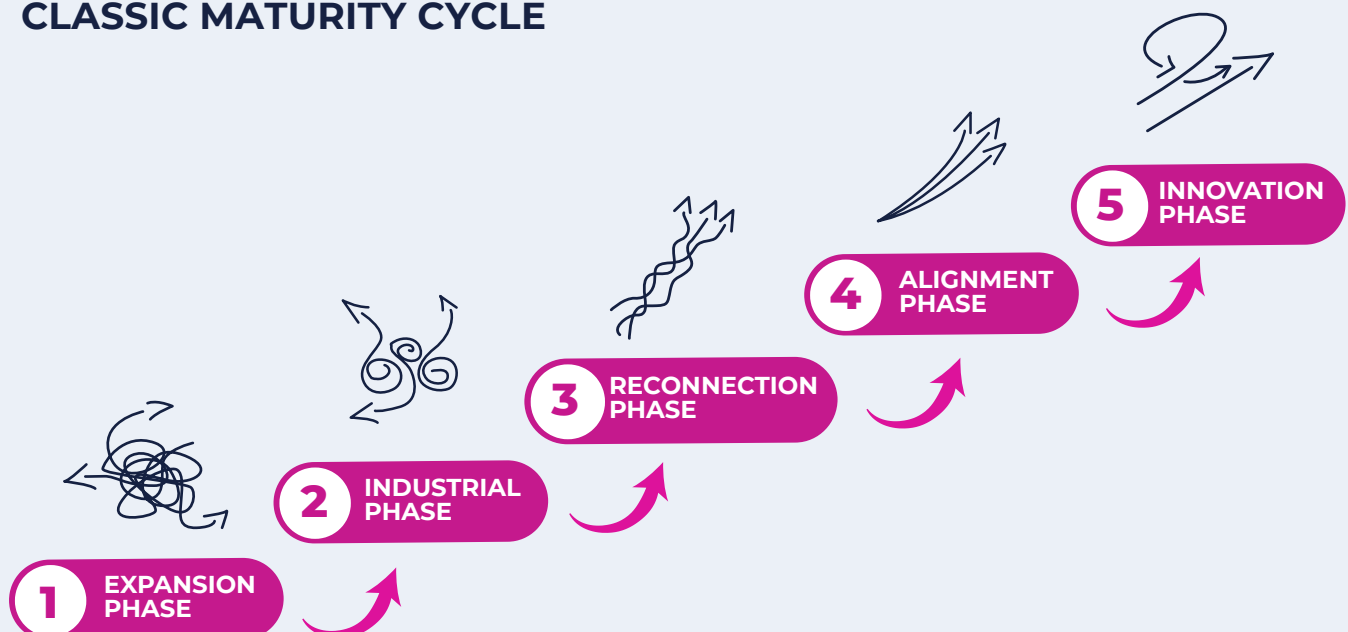 CLASSIC MATURITY CYCLE
5
INNOVATION
PHASE
4
ALIGNMENT
PHASE
3
RECONNECTION
PHASE
2
INDUSTRIAL
PHASE
1
EXPANSION
PHASE